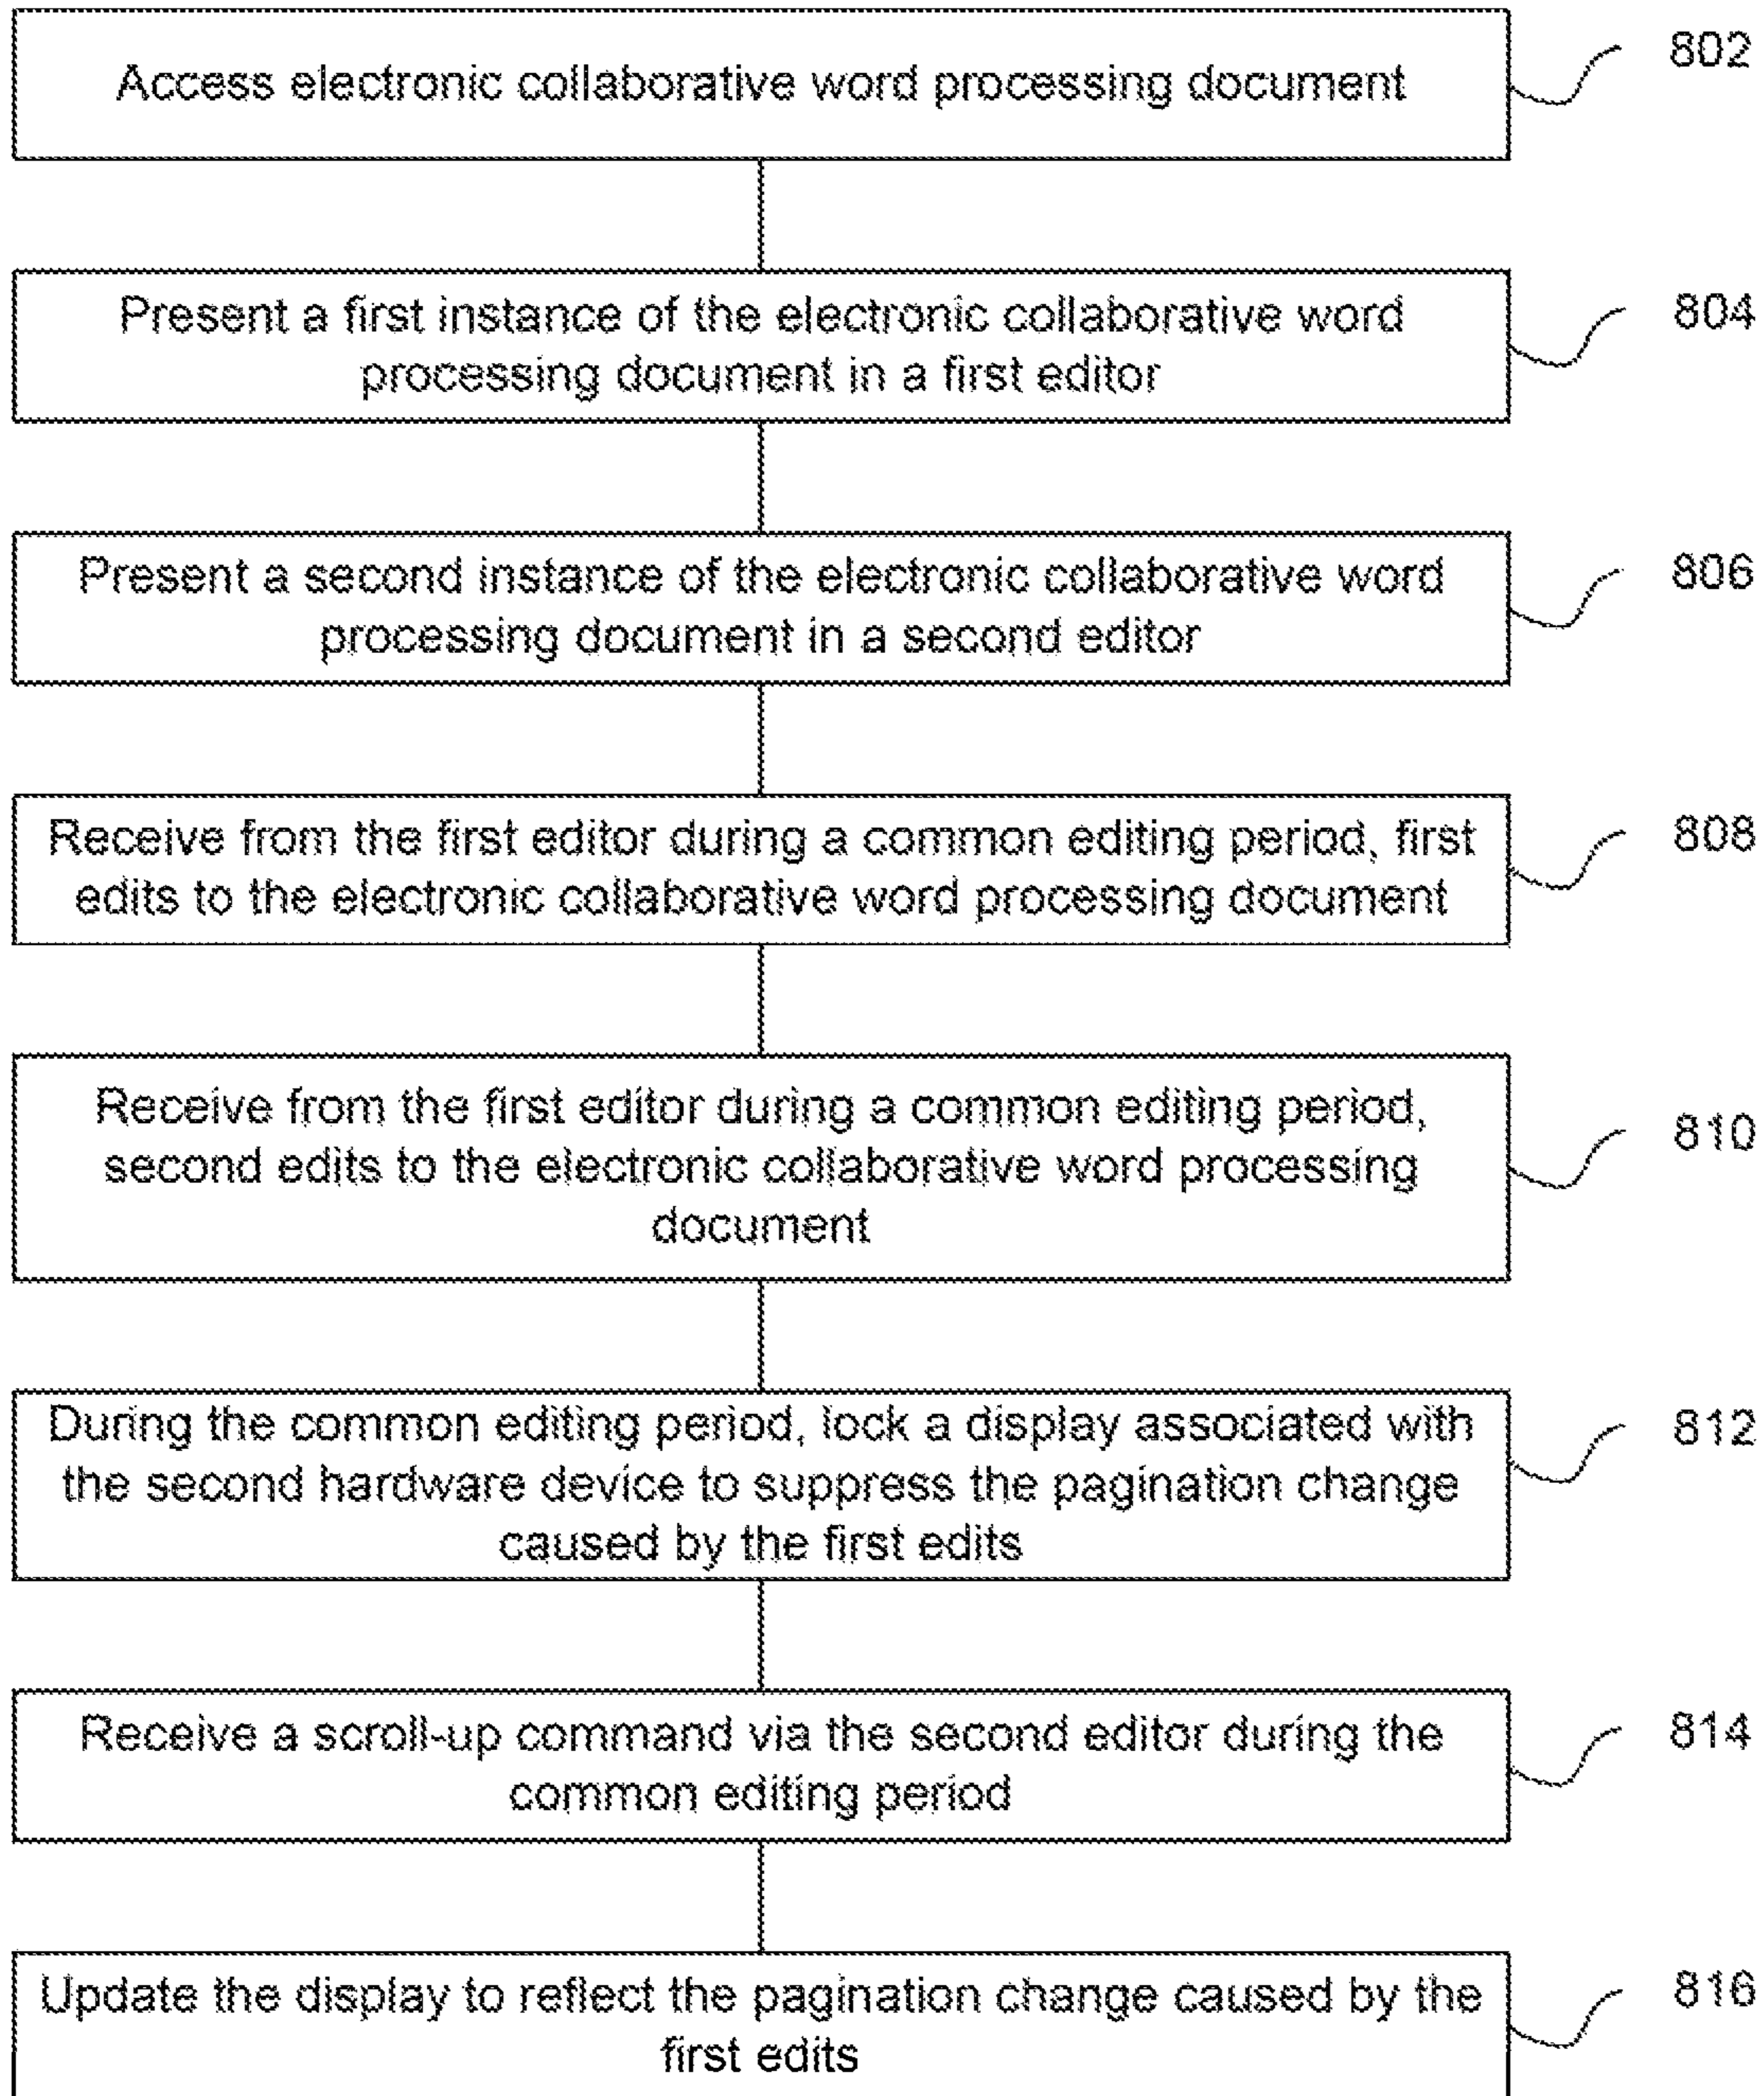 Access electronic collaborative word processing document
802
Present a first instance of the electronic collaborative word
processing document in a first editor
804
Present a second instance of the electronic collaborative word
processing document in a second editor
806
Receive from the first editor during a common editing period, first
edits to the electronic collaborative word processing document
808
Receive from the first editor during a common editing period,
second edits to the electronic collaborative word processing
document
810
During the common editing period, lock a display associated with
the second hardware device to suppress the pagination change
caused by the first edits
812
Receive a scroll-up command via the second editor during the
common editing period
814
Update the display to reflect the pagination change caused by the
first edits
816